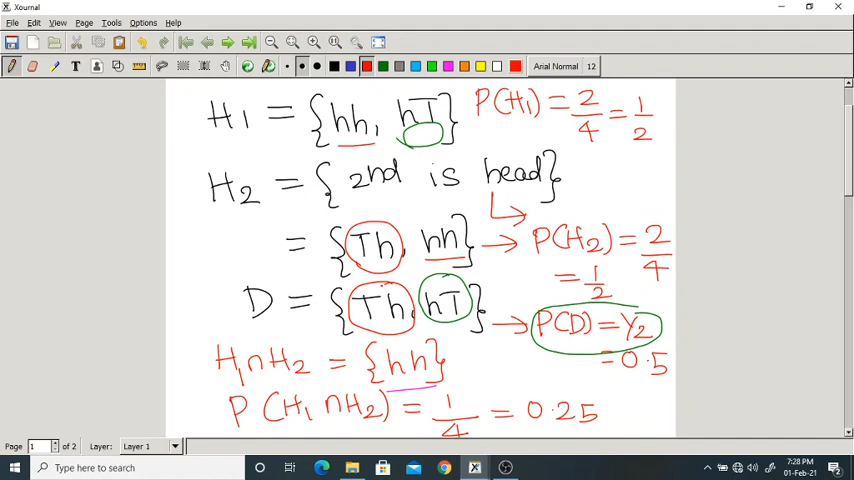 Xournal
File Edit View Page Tools Options Help
Arial Normal 12
H1 = {hh, hT} P(H1) = 2/4 = 1/2
H2 = {2nd is head}
= {Th, hh} → P(H2) = 2/4
= 1/2
D = {Th, hT} → P(D) = 1/2
= 0.5
H1∩H2 = {hh}
P(H1∩H2) = 1/4 = 0.25
Page 1 of 2 Layer: Layer 1
Type here to search
7:28 PM
01-Feb-21
2